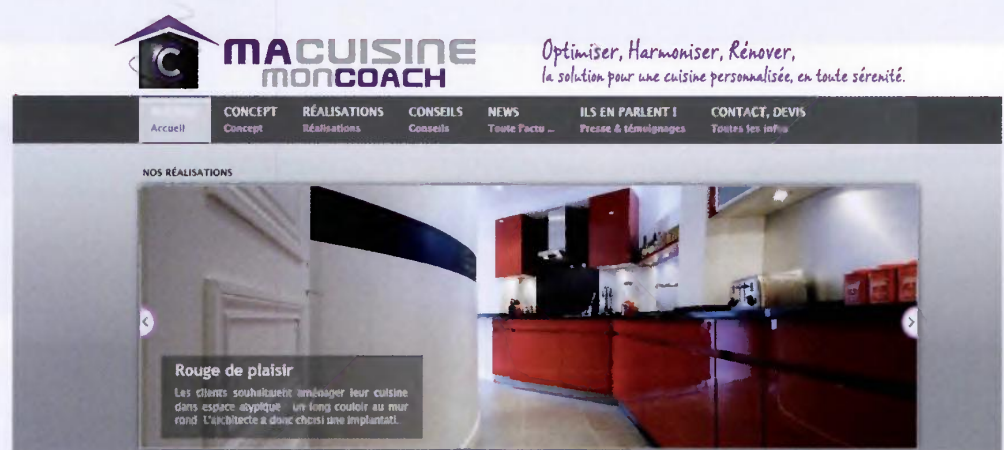 C
MACUISINE
MONCOACH
Optimiser, Harmoniser, Rénover,
la solution pour une cuisine personnalisée, en toute sérénité.
Accueil
CONCEPT
Concept
RÉALISATIONS
Réalisations
CONSEILS
Conseils
NEWS
Toute l'actu ...
ILS EN PARLENT !
Presse & témoignages
CONTACT, DEVIS
Toutes les infos
NOS RÉALISATIONS
Rouge de plaisir
Les clients souhaitaient aménager leur cuisine
dans espace atypique un long couloir au mur
rond L'architecte a donc choisi une implantati...